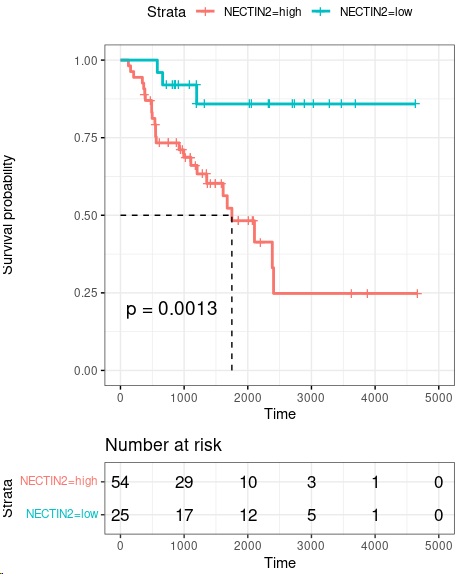 Strata NECTIN2=high NECTIN2=low
Survival probability
1.00
0.75
0.50
0.25
0.00
p = 0.0013
0 1000 2000 3000 4000 5000
Time
Number at risk
Strata
NECTIN2=high 54 29 10 3 1 0
NECTIN2=low 25 17 12 5 1 0
0 1000 2000 3000 4000 5000
Time